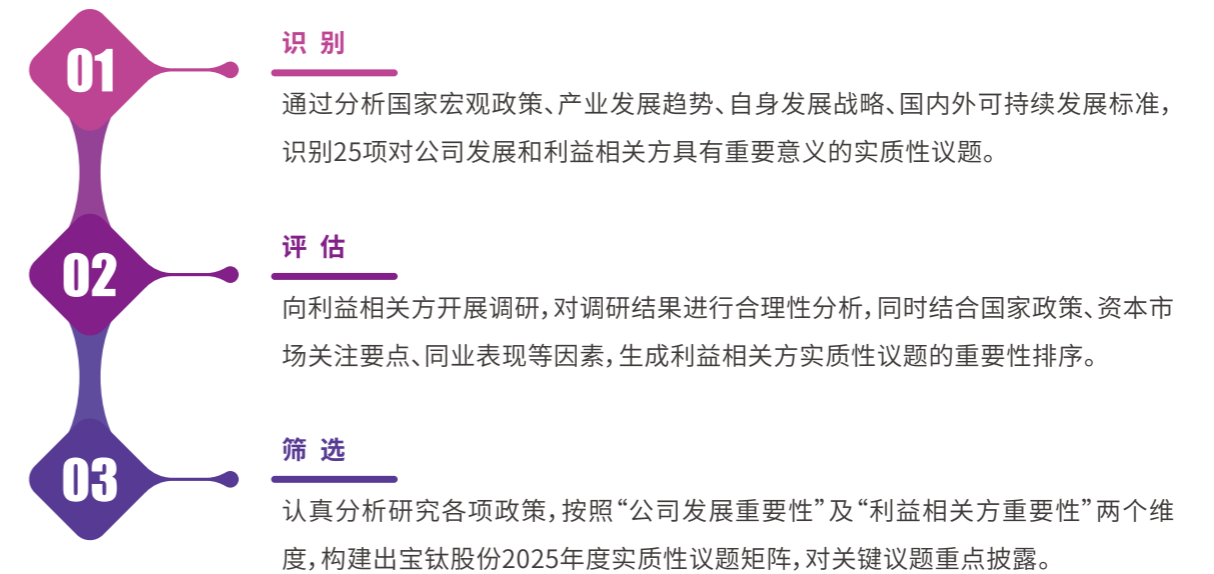 01
识别
通过分析国家宏观政策、产业发展趋势、自身发展战略、国内外可持续发展标准，
识别25项对公司发展和利益相关方具有重要意义的实质性议题。
02
评估
向利益相关方开展调研，对调研结果进行合理性分析，同时结合国家政策、资本市
场关注要点、同业表现等因素，生成利益相关方实质性议题的重要性排序。
03
筛选
认真分析研究各项政策，按照“公司发展重要性”及“利益相关方重要性”两个维
度，构建出宝钛股份2025年度实质性议题矩阵，对关键议题重点披露。